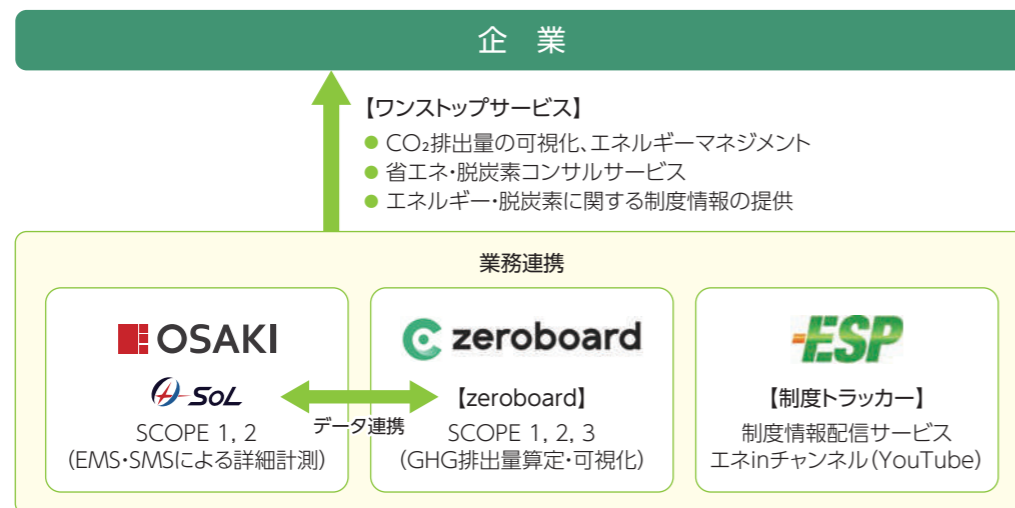 企 業
【ワンストップサービス】
● CO₂排出量の可視化、エネルギーマネジメント
● 省エネ・脱炭素コンサルサービス
● エネルギー・脱炭素に関する制度情報の提供
業務連携
OSAKI
SOL
SCOPE 1, 2
(EMS・SMSによる詳細計測)
データ連携
zeroboard
【zeroboard】
SCOPE 1, 2, 3
(GHG排出量算定・可視化)
ESP
【制度トラッカー】
制度情報配信サービス
エネinチャンネル(YouTube)